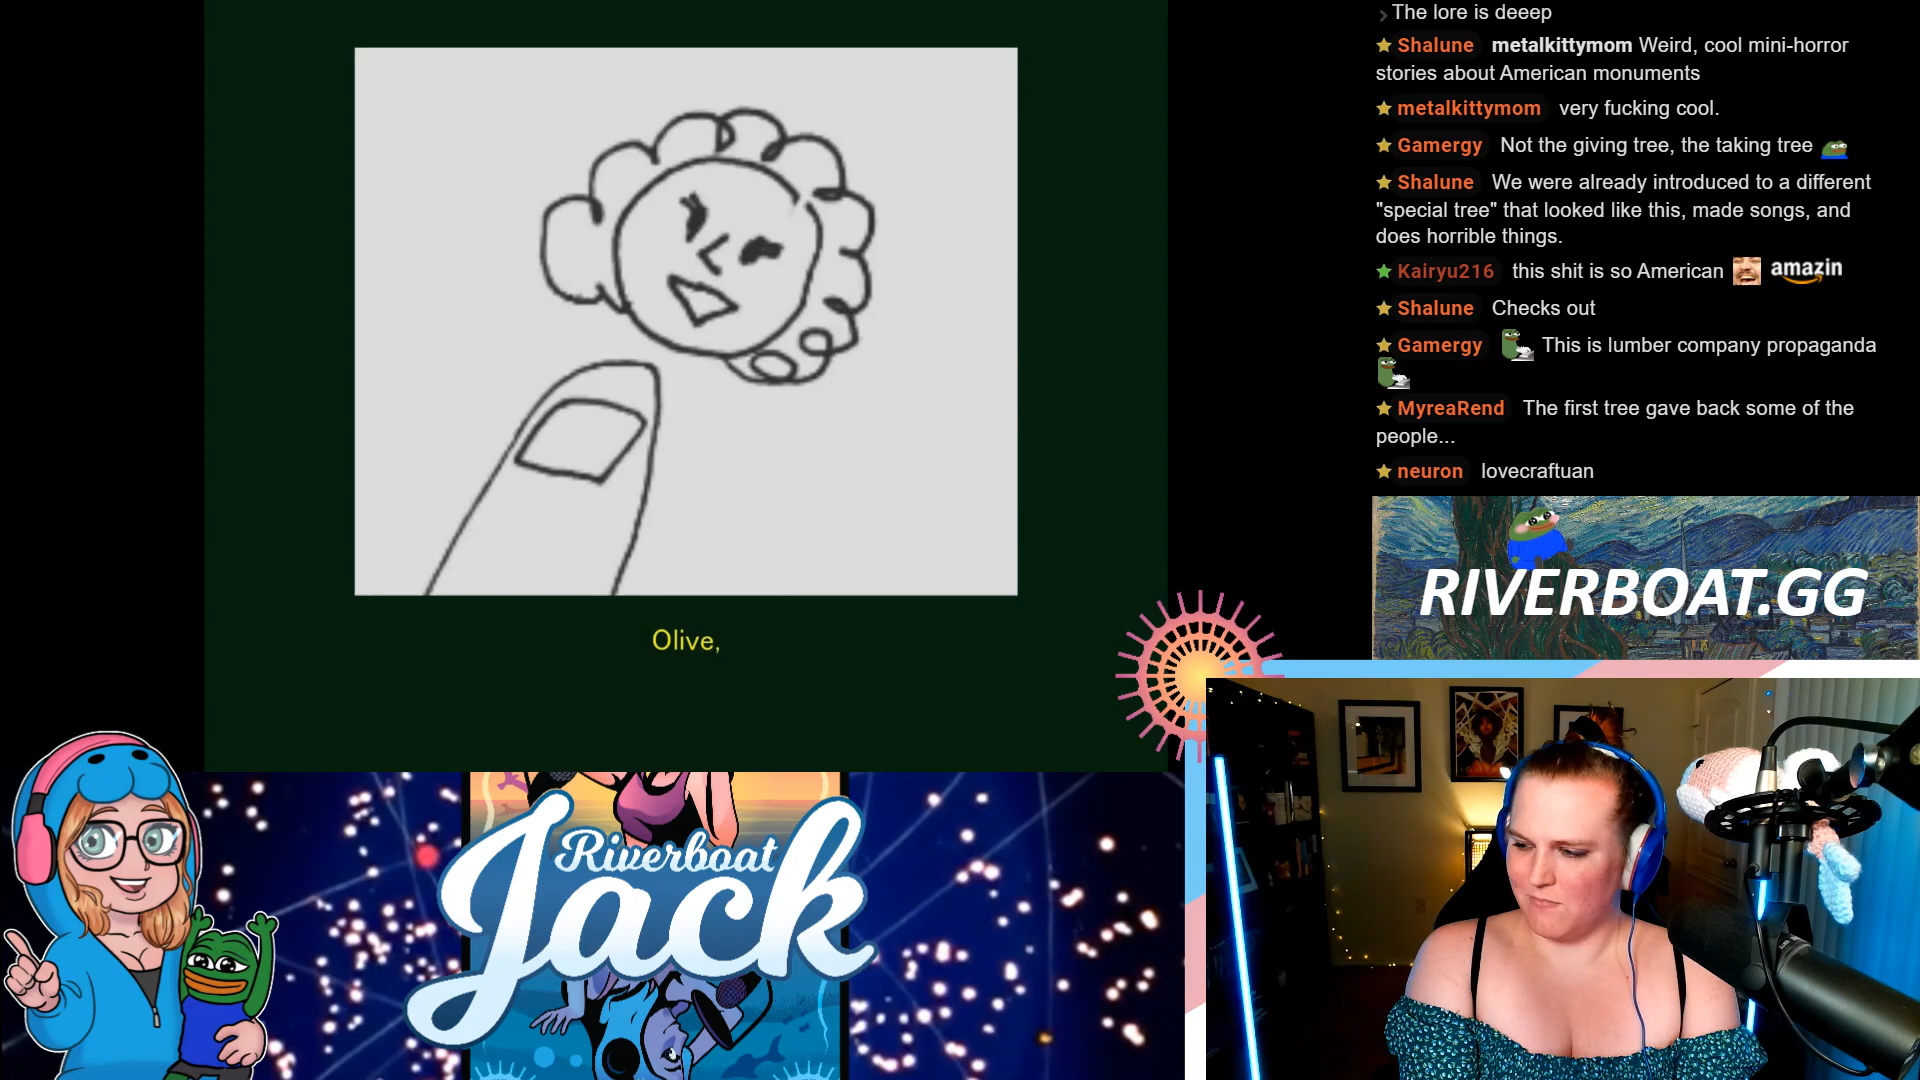 The lore is deeep
Shalune metalkittymom Weird, cool mini-horror
stories about American monuments
metalkittymom very fucking cool.
Gamergy Not the giving tree, the taking tree
Shalune We were already introduced to a different
"special tree" that looked like this, made songs, and
does horrible things.
Kairyu216 this shit is so American amazin
Shalune Checks out
Gamergy This is lumber company propaganda
MyreaRend The first tree gave back some of the
people...
neuron lovecraftuan
RIVERBOAT.GG
Olive,
Riverboat
Jack